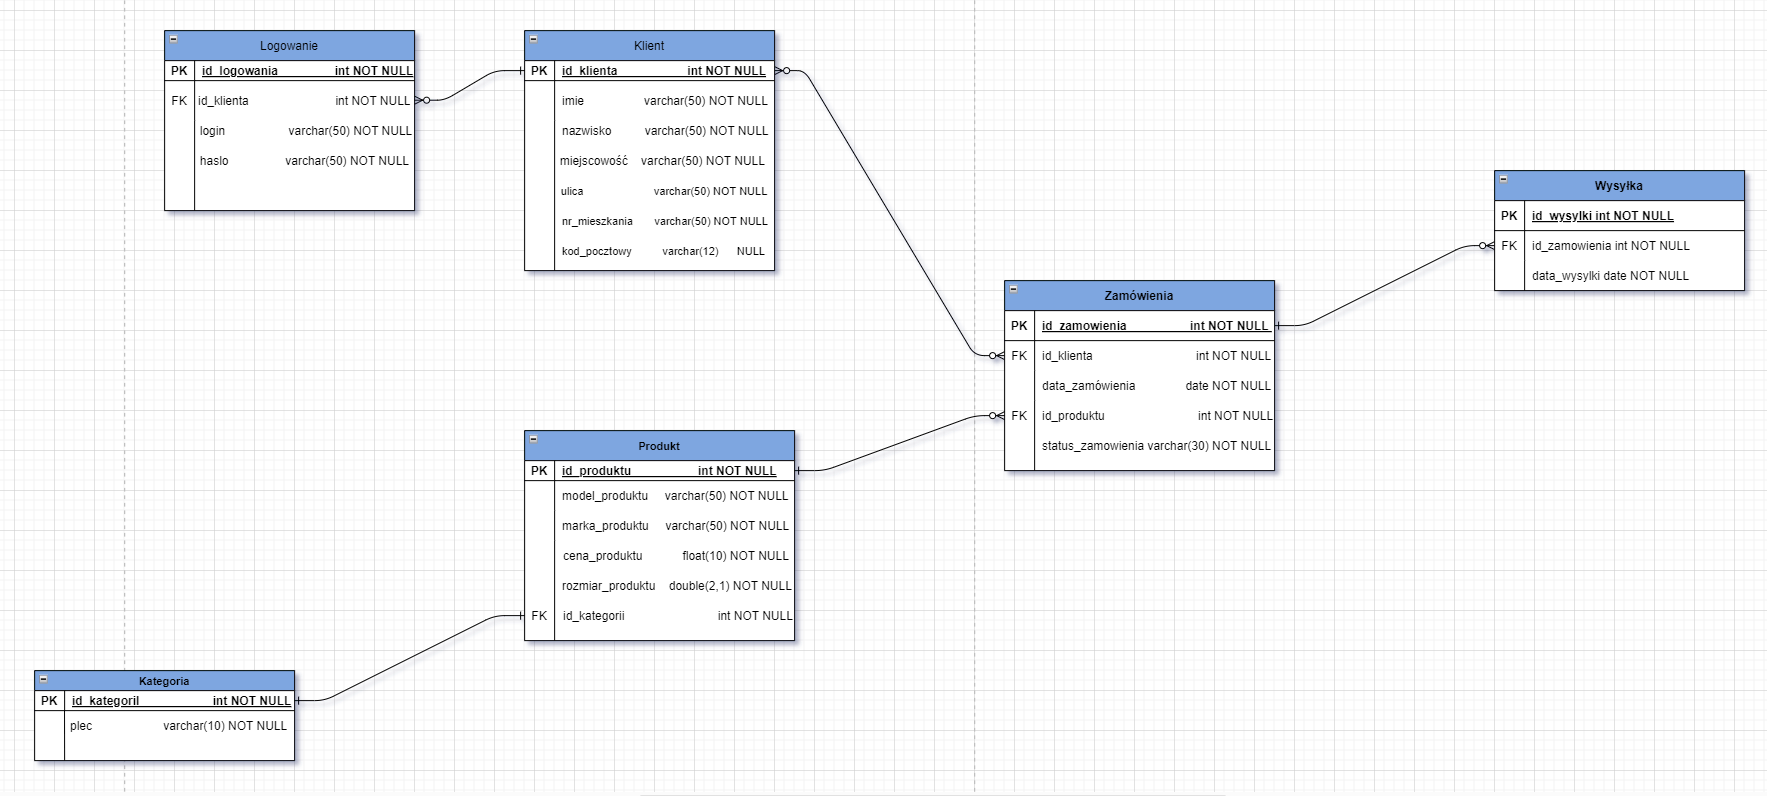 Logowanie
PK id_logowania int NOT NULL
FK id_klienta int NOT NULL
login varchar(50) NOT NULL
haslo varchar(50) NOT NULL
Klient
PK id_klienta int NOT NULL
imie varchar(50) NOT NULL
nazwisko varchar(50) NOT NULL
miejscowość varchar(50) NOT NULL
ulica varchar(50) NOT NULL
nr_mieszkania varchar(50) NOT NULL
kod_pocztowy varchar(12) NULL
Wysyłka
PK id_wysylki int NOT NULL
FK id_zamowienia int NOT NULL
data_wysylki date NOT NULL
Zamówienia
PK id_zamowienia int NOT NULL
FK id_klienta int NOT NULL
data_zamówienia date NOT NULL
FK id_produktu int NOT NULL
status_zamowienia varchar(30) NOT NULL
Produkt
PK id_produktu int NOT NULL
model_produktu varchar(50) NOT NULL
marka_produktu varchar(50) NOT NULL
cena_produktu float(10) NOT NULL
rozmiar_produktu double(2,1) NOT NULL
FK id_kategorii int NOT NULL
Kategoria
PK id_kategoriI int NOT NULL
plec varchar(10) NOT NULL